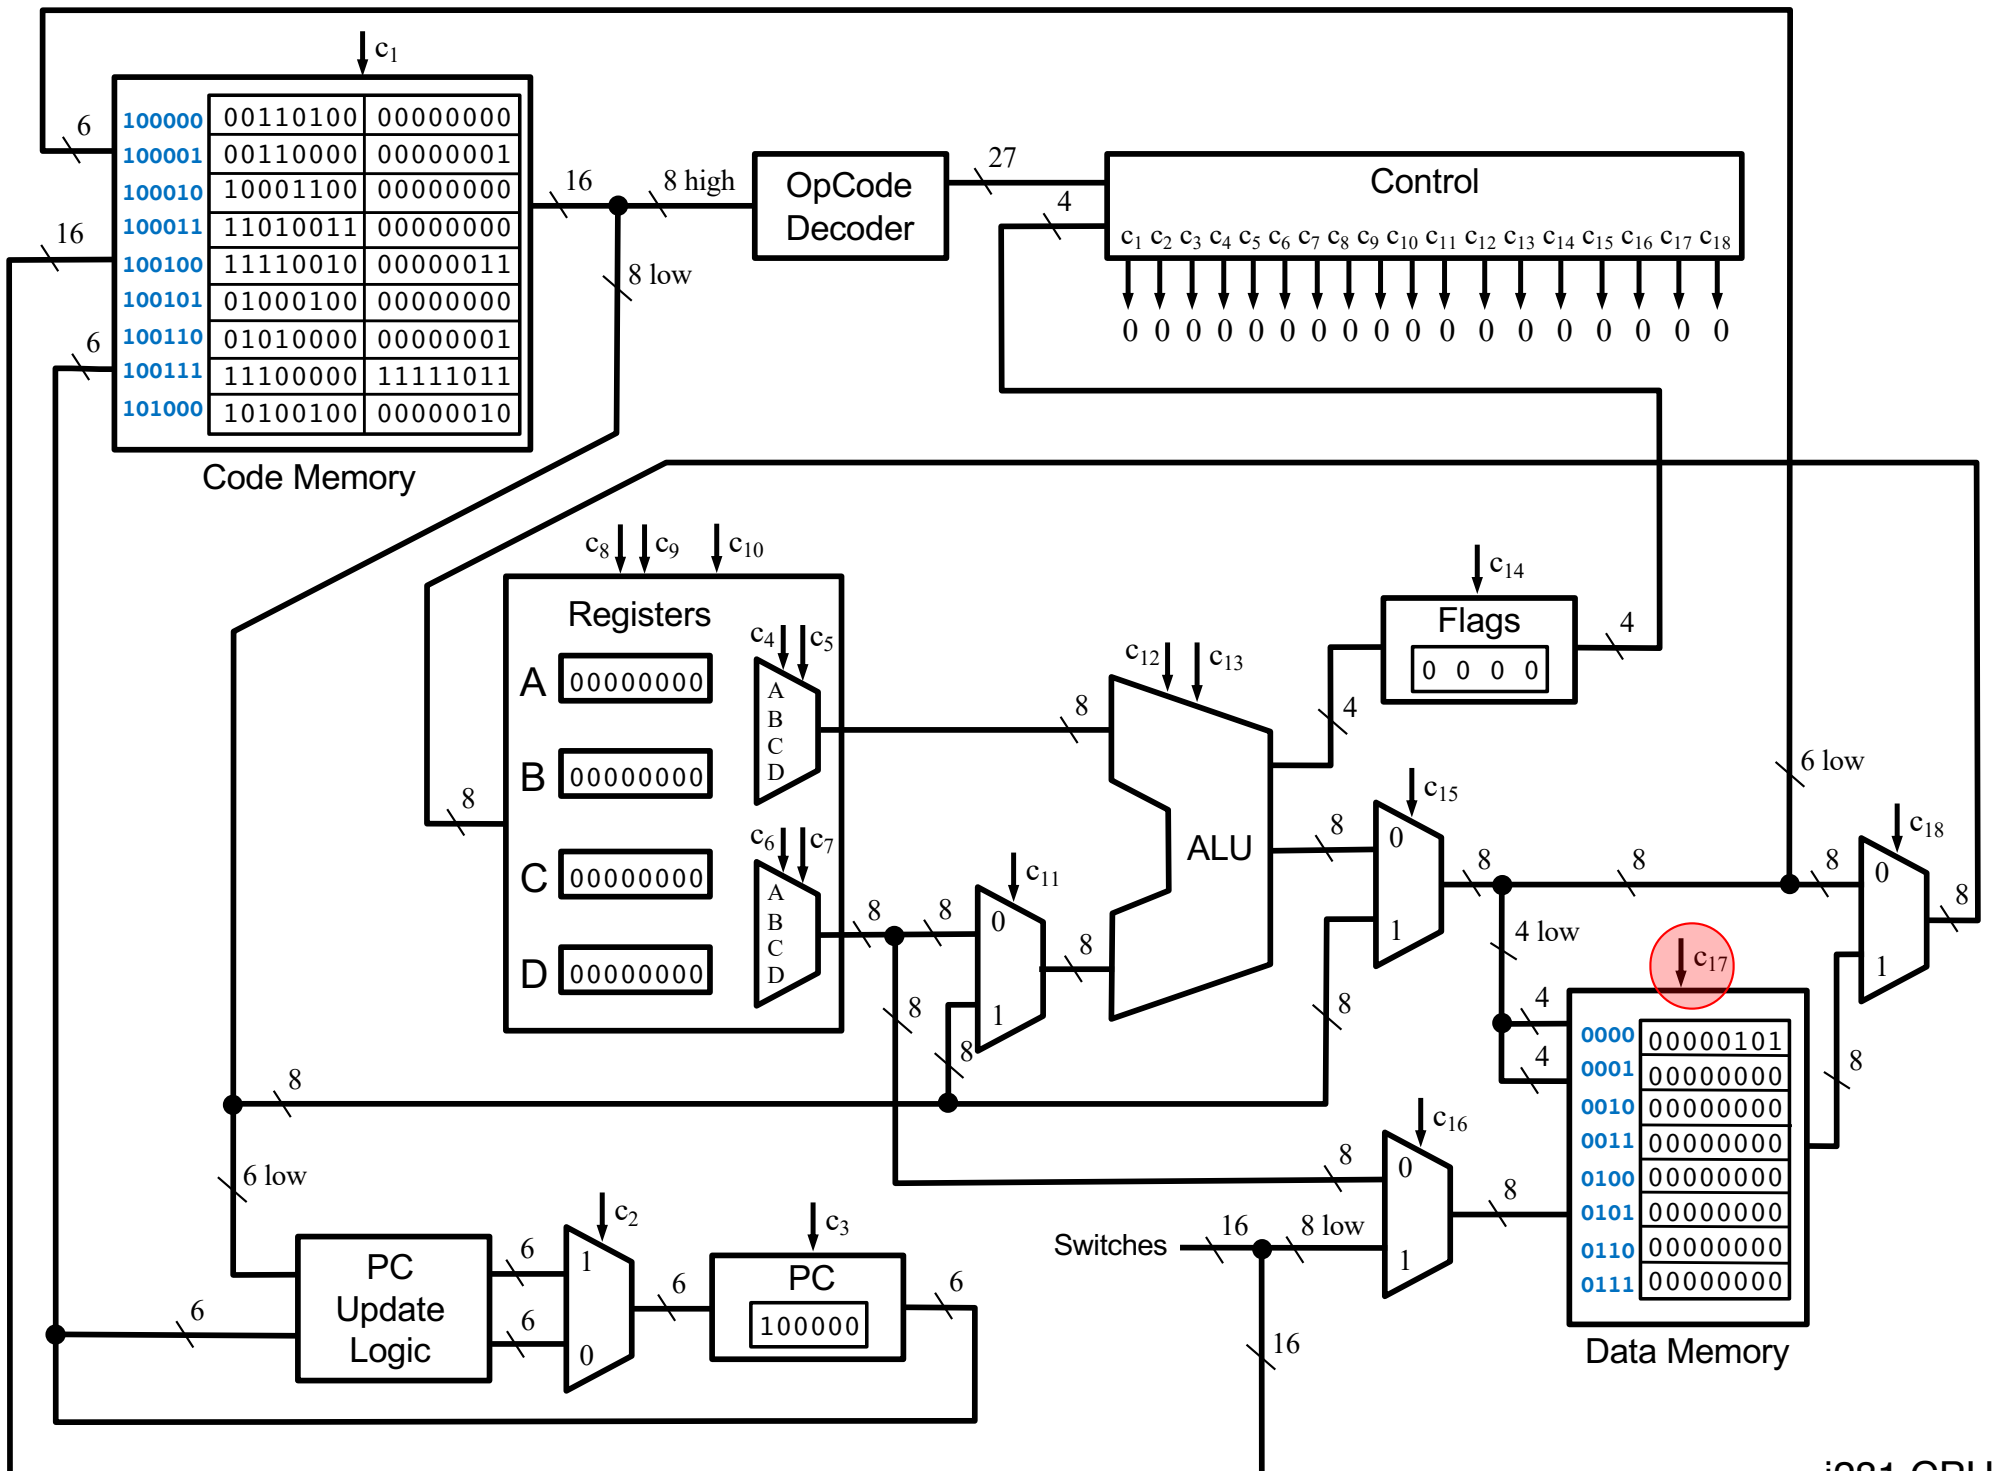 c1
100000 00110100 00000000
100001 00110000 00000001
100010 10001100 00000000
100011 11010011 00000000
100100 11110010 00000011
100101 01000100 00000000
100110 01010000 00000001
100111 11100000 11111011
101000 10100100 00000010
Code Memory
6
16
6
16
8 high
8 low
OpCode
Decoder
27
4
Control
c1 c2 c3 c4 c5 c6 c7 c8 c9 c10 c11 c12 c13 c14 c15 c16 c17 c18
0 0 0 0 0 0 0 0 0 0 0 0 0 0 0 0 0 0
c8 c9 c10
Registers
A 00000000
B 00000000
C 00000000
D 00000000
8
c4 c5
A
B
C
D
c6 c7
A
B
C
D
8
8
8
8
c11
0
1
8
8
c12 c13
ALU
4
8
c14
Flags
0 0 0 0
4
c15
0
1
8
8
8
8
6 low
4 low
4
4
c18
0
1
8
8
c17
0000 00000101
0001 00000000
0010 00000000
0011 00000000
0100 00000000
0101 00000000
0110 00000000
0111 00000000
Data Memory
8
c16
0
1
8
8
Switches
16
8 low
16
6 low
6
PC
Update
Logic
6
6
c2
1
0
6
c3
PC
100000
6